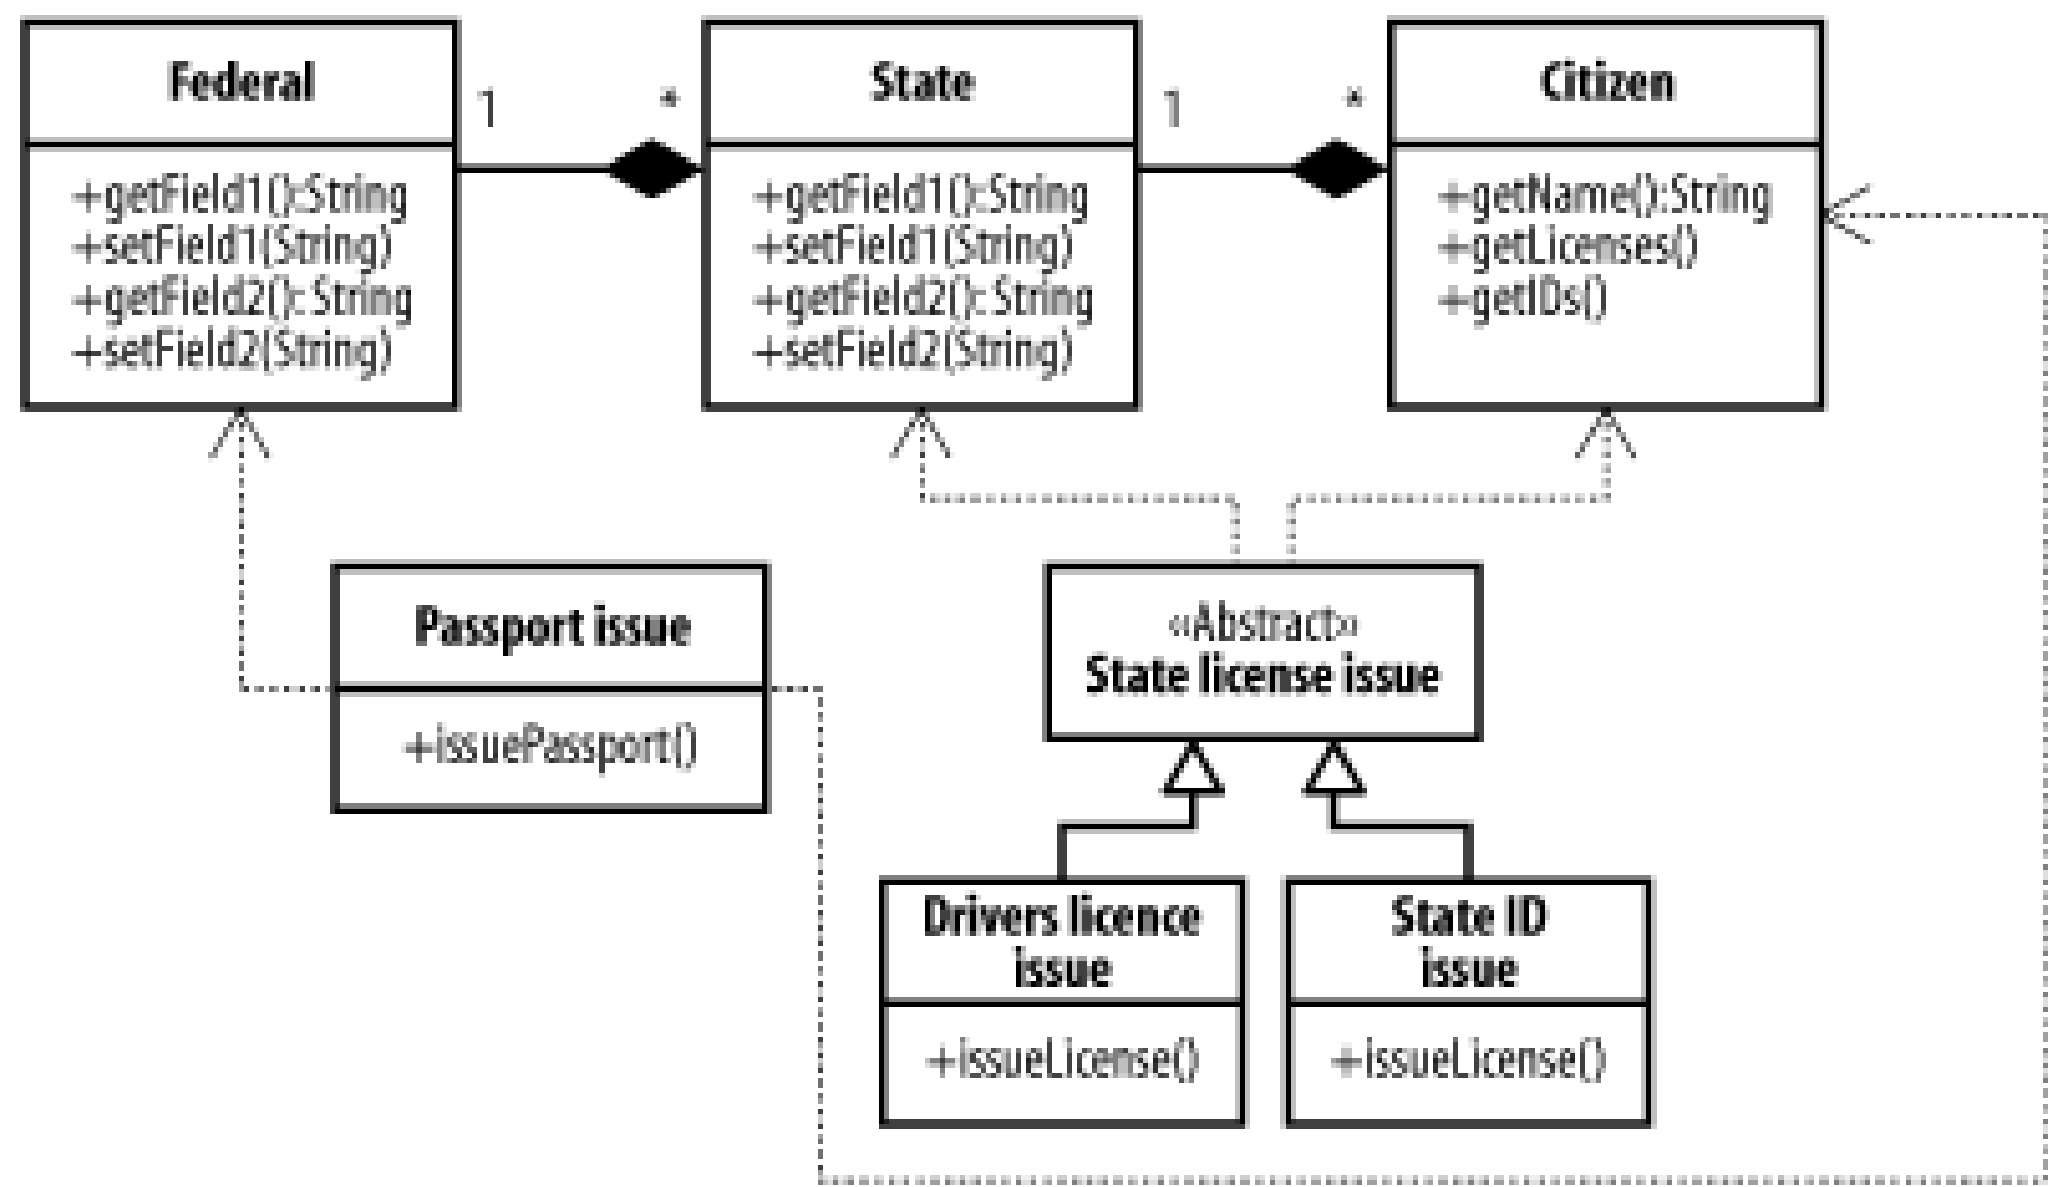 Federal
1
*
State
1
*
Citizen
+getField1():String
+setField1(String)
+getField2(): String
+setField2(String)
+getField1():String
+setField1(String)
+getField2(): String
+setField2(String)
+getName():String
+getLicenses()
+getIDs()
Passport issue
+issuePassport()
«Abstract»
State license issue
Drivers licence
issue
+issueLicense()
State ID
issue
+issueLicense()